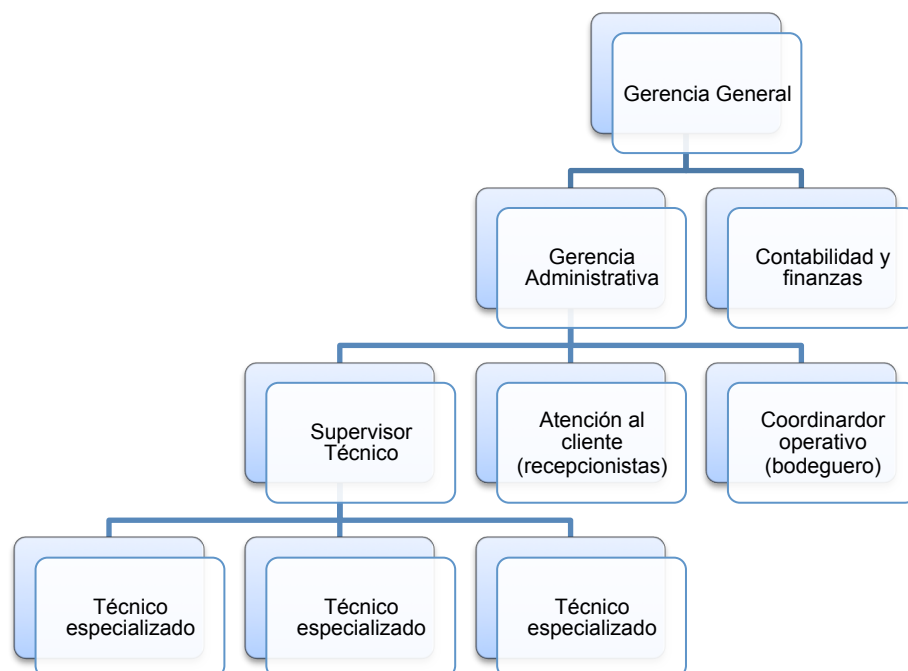 Gerencia General
Gerencia
Administrativa
Contabilidad y
finanzas
Supervisor
Técnico
Atención al
cliente
(recepcionistas)
Coordinardor
operativo
(bodeguero)
Técnico
especializado
Técnico
especializado
Técnico
especializado